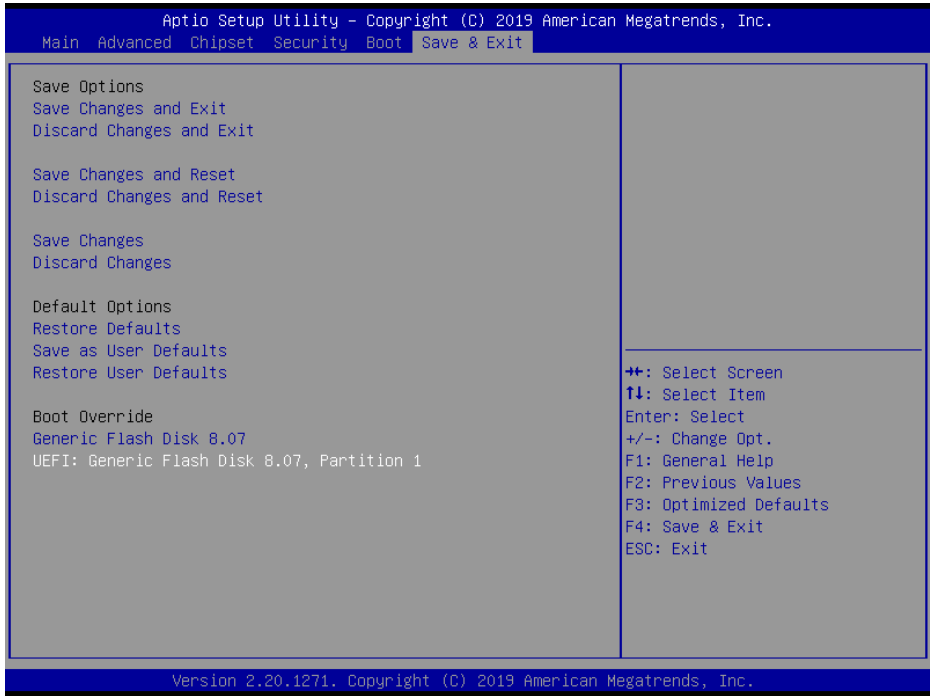 Aptio Setup Utility – Copyright (C) 2019 American Megatrends, Inc.
Main Advanced Chipset Security Boot Save & Exit
Save Options
Save Changes and Exit
Discard Changes and Exit
Save Changes and Reset
Discard Changes and Reset
Save Changes
Discard Changes
Default Options
Restore Defaults
Save as User Defaults
Restore User Defaults
Boot Override
Generic Flash Disk 8.07
UEFI: Generic Flash Disk 8.07, Partition 1
→←: Select Screen
↑↓: Select Item
Enter: Select
+/-: Change Opt.
F1: General Help
F2: Previous Values
F3: Optimized Defaults
F4: Save & Exit
ESC: Exit
Version 2.20.1271. Copyright (C) 2019 American Megatrends, Inc.